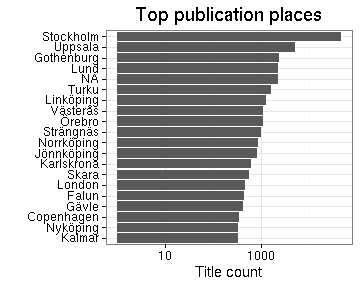 Top publication places
Stockholm
Uppsala
Gothenburg
Lund
NA
Turku
Linköping
Västerås
Örebro
Strängnäs
Norrköping
Jönnköping
Karlskrona
Skara
London
Falun
Gävle
Copenhagen
Nyköping
Kalmar
10 1000
Title count